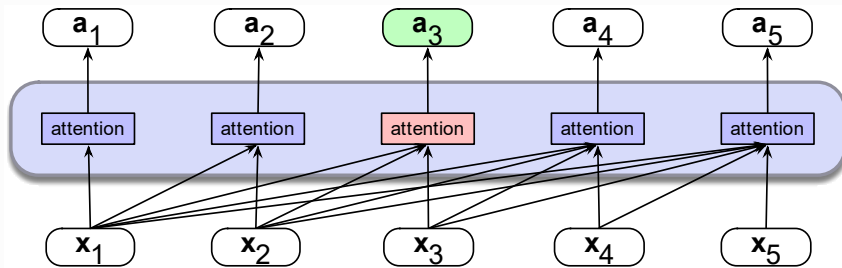 a1 a2 a3 a4 a5
attention attention attention attention attention
x1 x2 x3 x4 x5